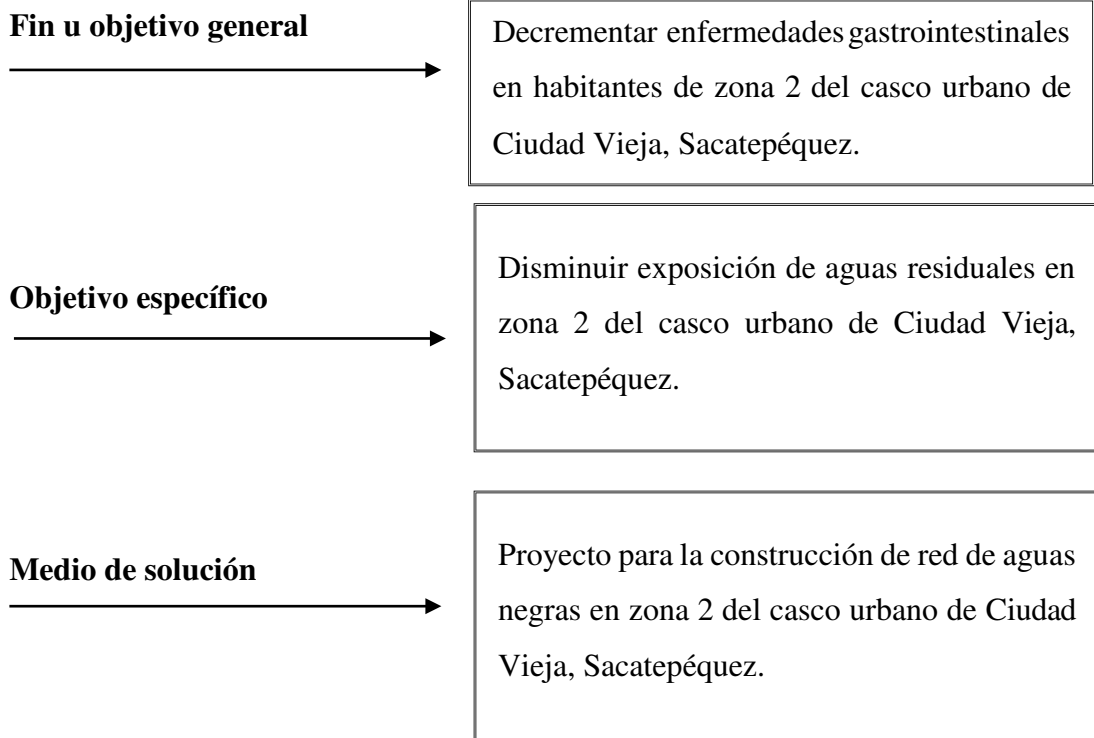 Fin u objetivo general
Decrementar enfermedades gastrointestinales
en habitantes de zona 2 del casco urbano de
Ciudad Vieja, Sacatepéquez.
Objetivo específico
Disminuir exposición de aguas residuales en
zona 2 del casco urbano de Ciudad Vieja,
Sacatepéquez.
Medio de solución
Proyecto para la construcción de red de aguas
negras en zona 2 del casco urbano de Ciudad
Vieja, Sacatepéquez.